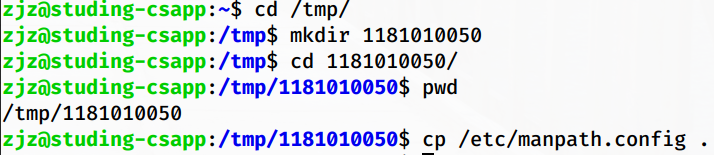 zjz@studing-csapp:~$ cd /tmp/
zjz@studing-csapp:/tmp$ mkdir 1181010050
zjz@studing-csapp:/tmp$ cd 1181010050/
zjz@studing-csapp:/tmp/1181010050$ pwd
/tmp/1181010050
zjz@studing-csapp:/tmp/1181010050$ cp /etc/manpath.config .